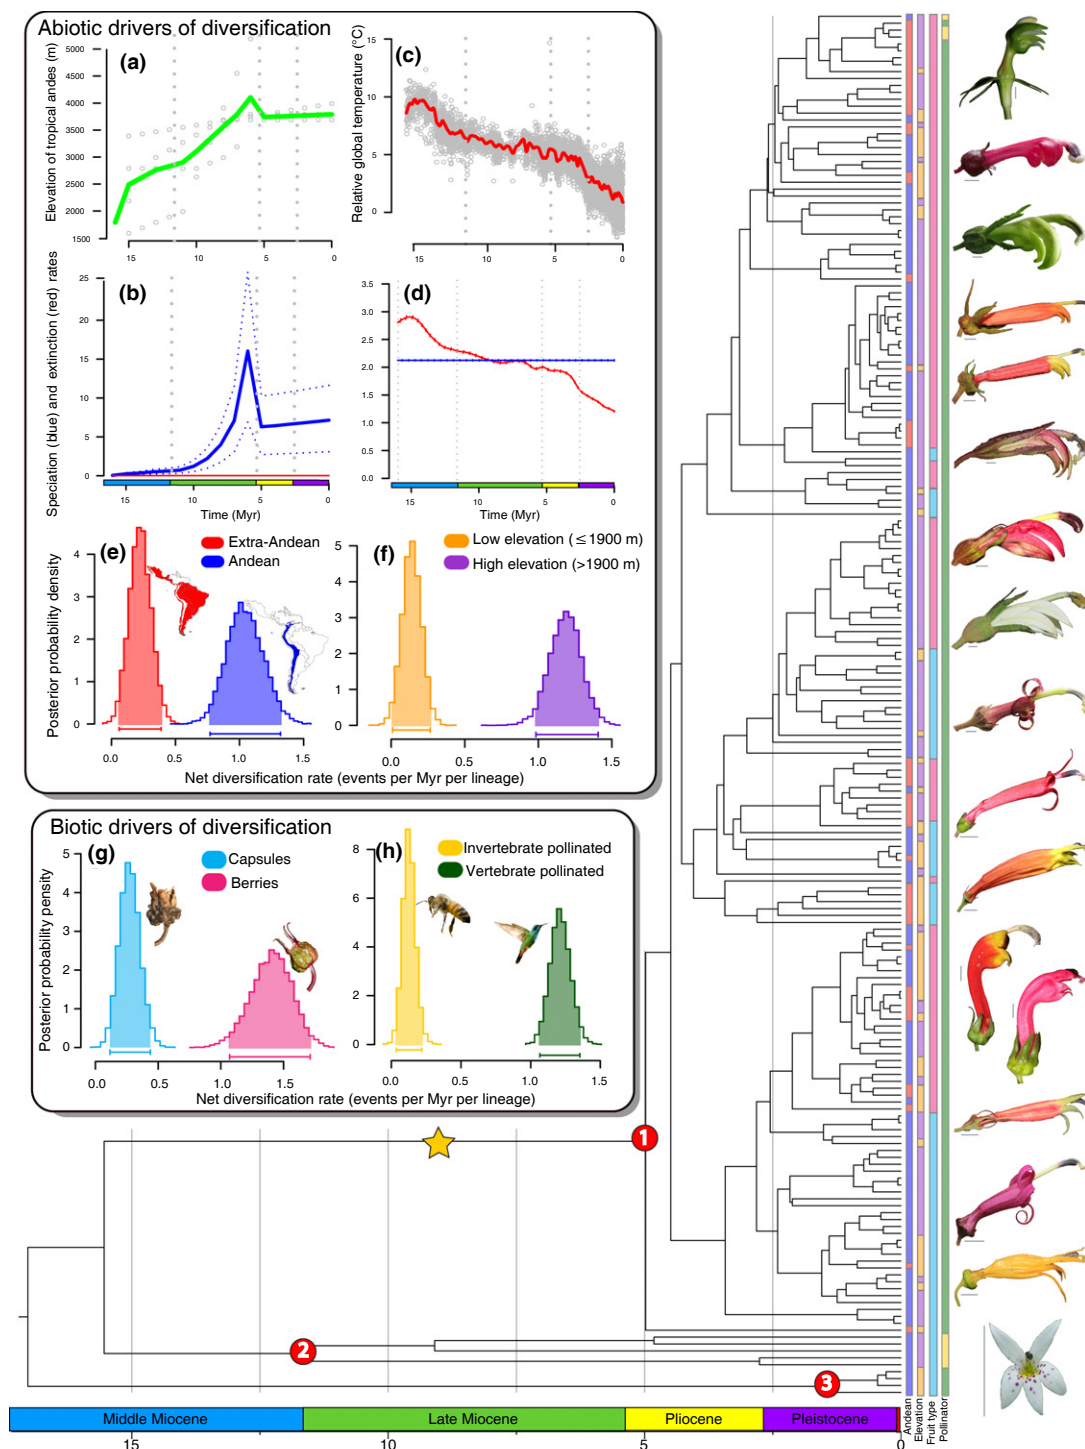 Abiotic drivers of diversification
(a)
Elevation of tropical andes (m)
5000
4000
3500
3000
2500
2000
1500
15
10
5
0
(c)
Relative global temperature (°C)
15
10
5
0
15
10
5
0
(b)
Speciation (blue) and extinction (red) rates
25
20
15
10
5
0
15
10
5
0
Time (Myr)
(d)
3.5
3.0
2.5
2.0
1.5
1.0
0.5
0.0
15
10
5
0
Time (Myr)
(e)
Extra-Andean
Andean
Posterior probability density
4
3
2
1
0
0.0
0.5
1.0
1.5
(f)
Low elevation (≤1900 m)
High elevation (>1900 m)
5
4
3
2
1
0
0.0
0.5
1.0
1.5
Net diversification rate (events per Myr per lineage)
Biotic drivers of diversification
(g)
Capsules
Berries
Posterior probability pensity
5
4
3
2
1
0
0.0
0.5
1.0
1.5
(h)
Invertebrate pollinated
Vertebrate pollinated
8
6
4
2
0
0.0
0.5
1.0
1.5
Net diversification rate (events per Myr per lineage)
1
2
3
Middle Miocene
Late Miocene
Pliocene
Pleistocene
15
10
5
0
Andean
Elevation
Fruit type
Pollinator